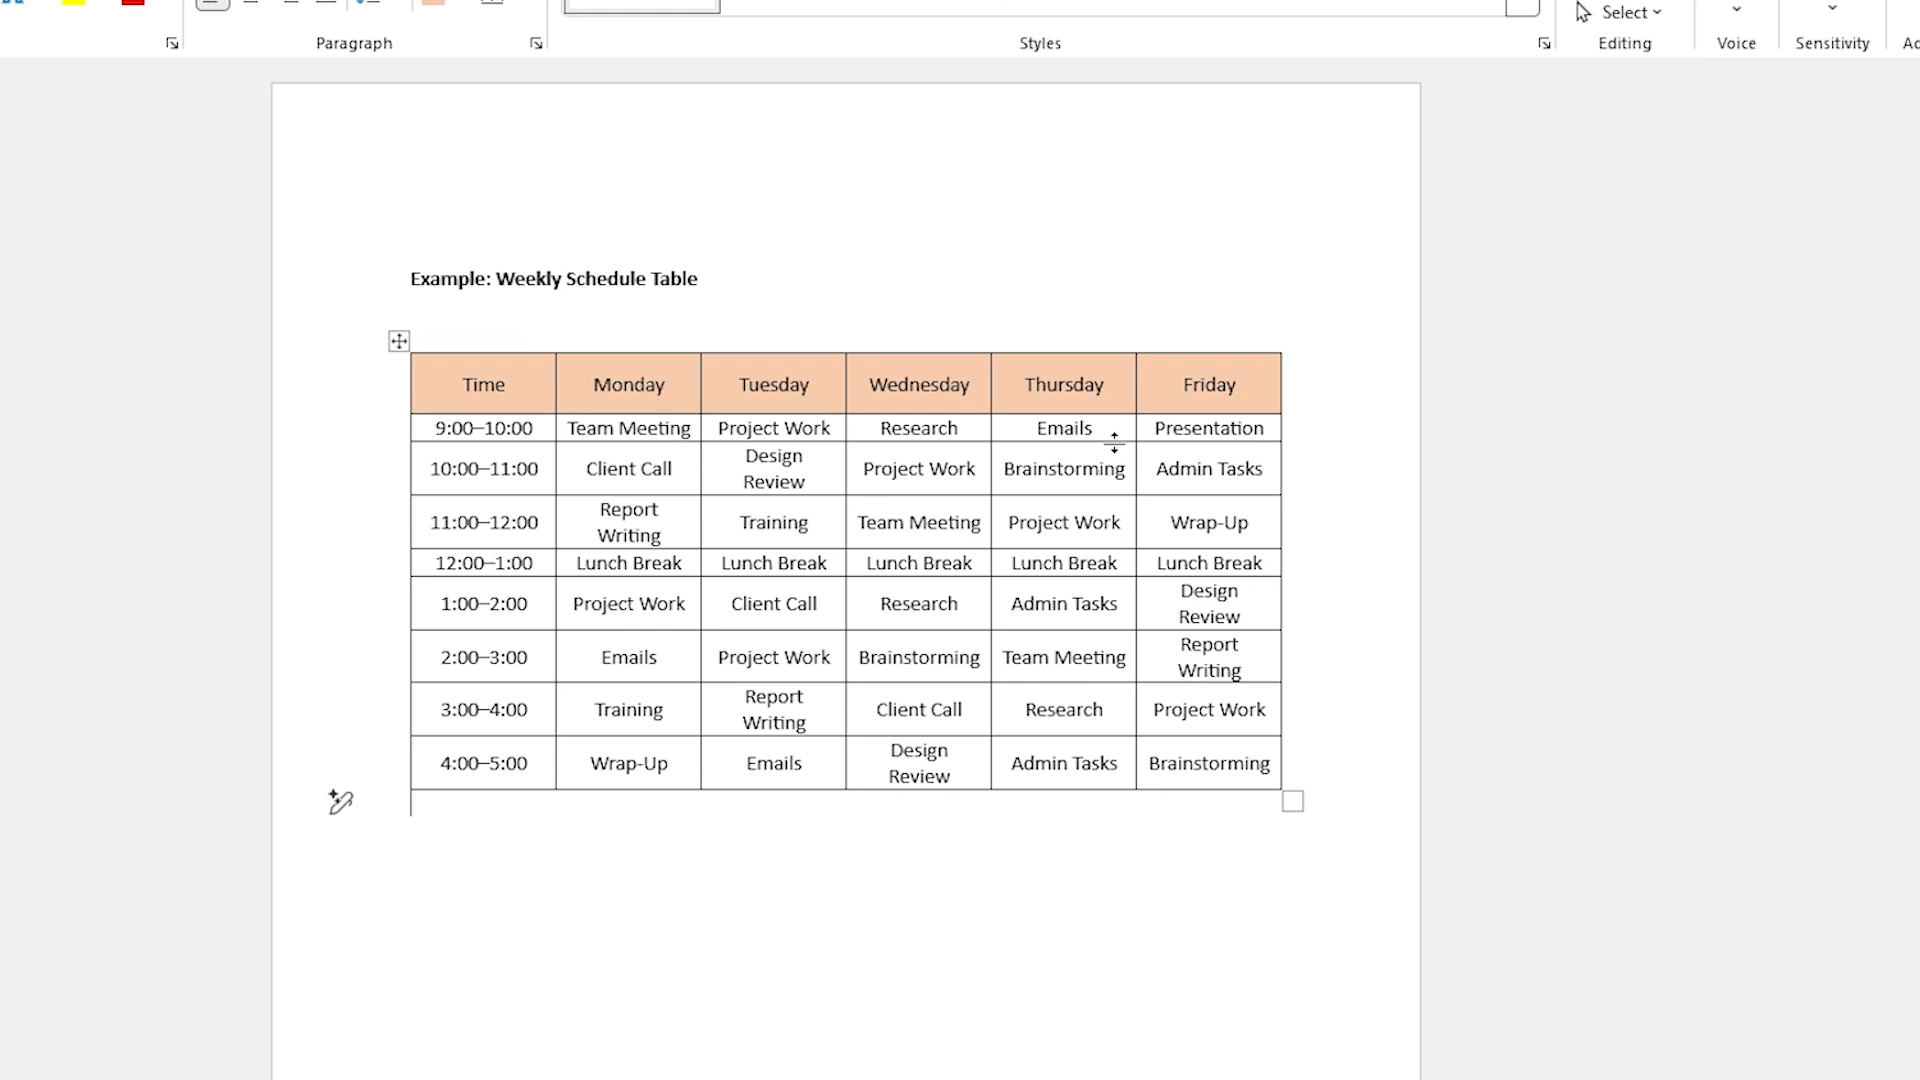 Select
Paragraph
Styles
Editing
Voice
Sensitivity
Example: Weekly Schedule Table
Time Monday Tuesday Wednesday Thursday Friday
9:00–10:00 Team Meeting Project Work Research Emails Presentation
10:00–11:00 Client Call Design Review Project Work Brainstorming Admin Tasks
11:00–12:00 Report Writing Training Team Meeting Project Work Wrap-Up
12:00–1:00 Lunch Break Lunch Break Lunch Break Lunch Break Lunch Break
1:00–2:00 Project Work Client Call Research Admin Tasks Design Review
2:00–3:00 Emails Project Work Brainstorming Team Meeting Report Writing
3:00–4:00 Training Report Writing Client Call Research Project Work
4:00–5:00 Wrap-Up Emails Design Review Admin Tasks Brainstorming